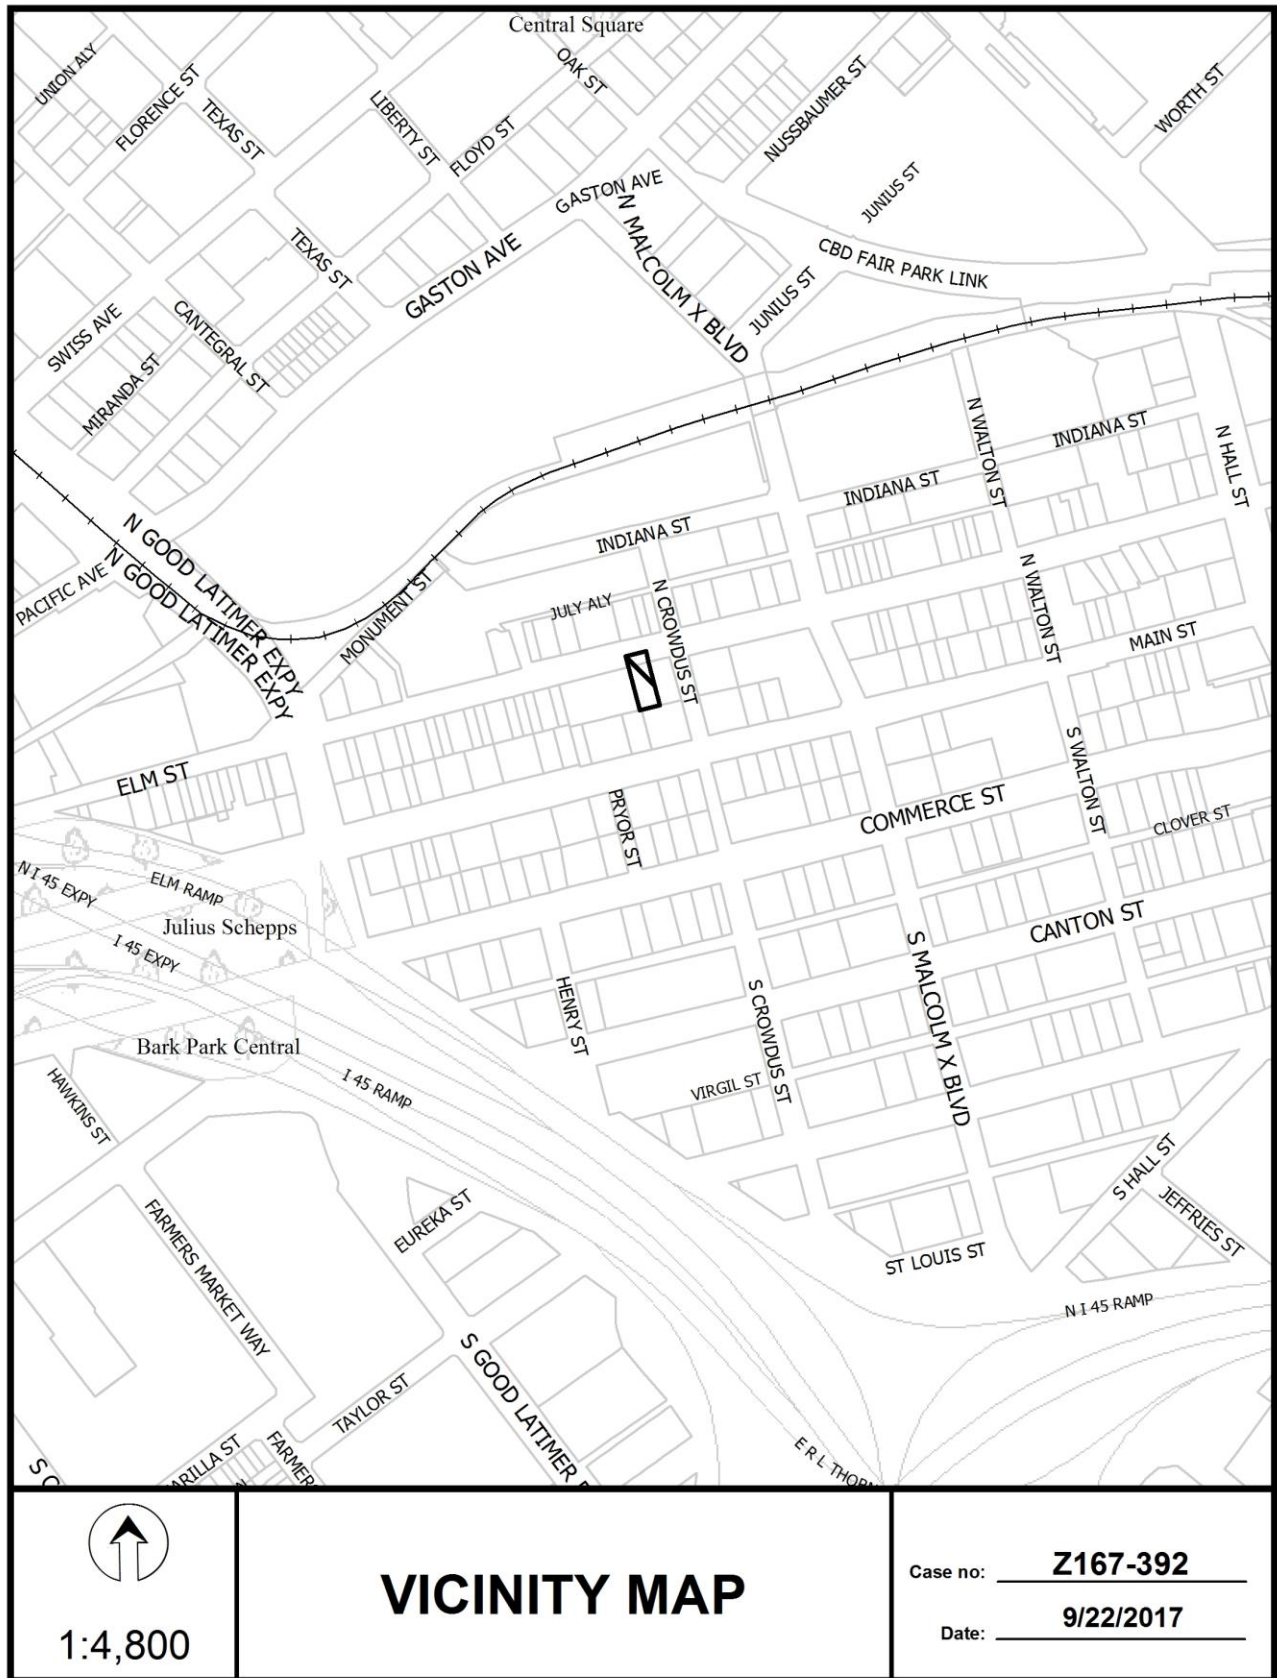 Central Square
UNION ALY
FLORENCE ST
TEXAS ST
LIBERTY ST
FLOYD ST
OAK ST
NUSSBAUMER ST
WORTH ST
GASTON AVE
JUNIUS ST
N MALCOLM X BLVD
TEXAS ST
GASTON AVE
CBD FAIR PARK LINK
JUNIUS ST
SWISS AVE
CANTEGRAL ST
MIRANDA ST
N WALTON ST
INDIANA ST
N HALL ST
INDIANA ST
N GOOD LATIMER EXPY
INDIANA ST
PACIFIC AVE
N GOOD LATIMER EXPY
MONUMENT ST
JULY ALY
N CROWDUS ST
N WALTON ST
MAIN ST
ELM ST
S WALTON ST
PRYOR ST
COMMERCE ST
CLOVER ST
N I 45 EXPY
ELM RAMP
Julius Schepps
I 45 EXPY
CANTON ST
S MALCOLM X BLVD
HENRY ST
S CROWDUS ST
Bark Park Central
I 45 RAMP
VIRGIL ST
HAWKINS ST
S HALL ST
JEFFRIES ST
EUREKA ST
FARMERS MARKET WAY
ST LOUIS ST
N I 45 RAMP
S GOOD LATIMER E
TAYLOR ST
ARILLA ST
FARMERS
E R L THORN
S C
1:4,800
VICINITY MAP
Case no: Z167-392
Date: 9/22/2017